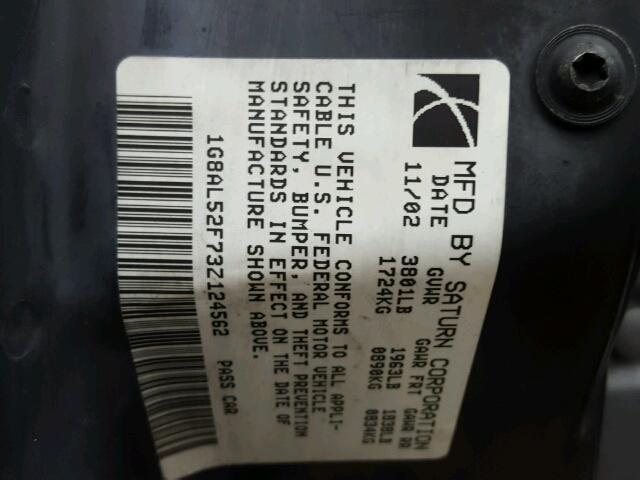 MFD BY SATURN CORPORATION
DATE GVWR GAWR FRT GAWR RR
11/02 3801LB 1963LB 1838LB
1724KG 0890KG 0834KG
THIS VEHICLE CONFORMS TO ALL APPLI-
CABLE U.S. FEDERAL MOTOR VEHICLE
SAFETY, BUMPER, AND THEFT PREVENTION
STANDARDS IN EFFECT ON THE DATE OF
MANUFACTURE SHOWN ABOVE.
1G8AL52F73Z124562 PASS CAR